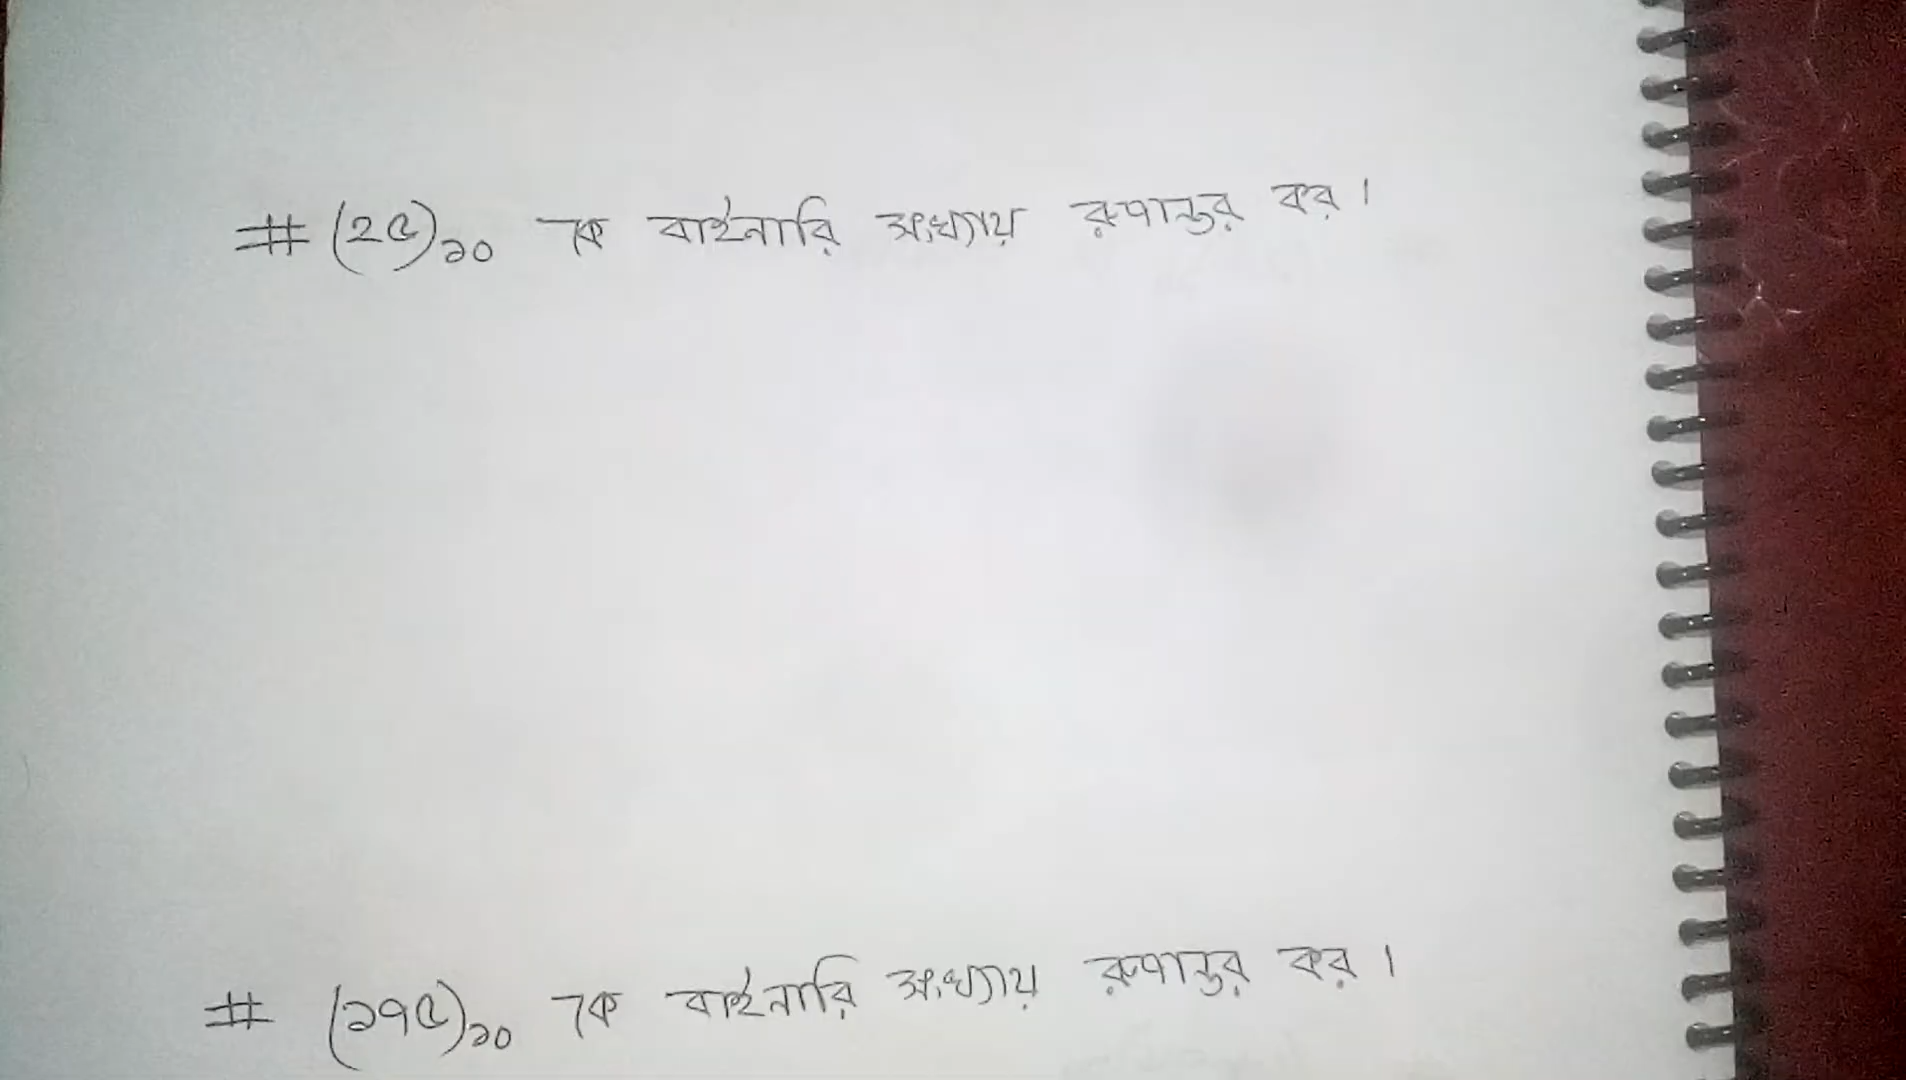 # (২৫)১০ কে বাইনারি সংখ্যায় রুপান্তর কর।
# (১৭৫)১০ কে বাইনারি সংখ্যায় রুপান্তর কর।